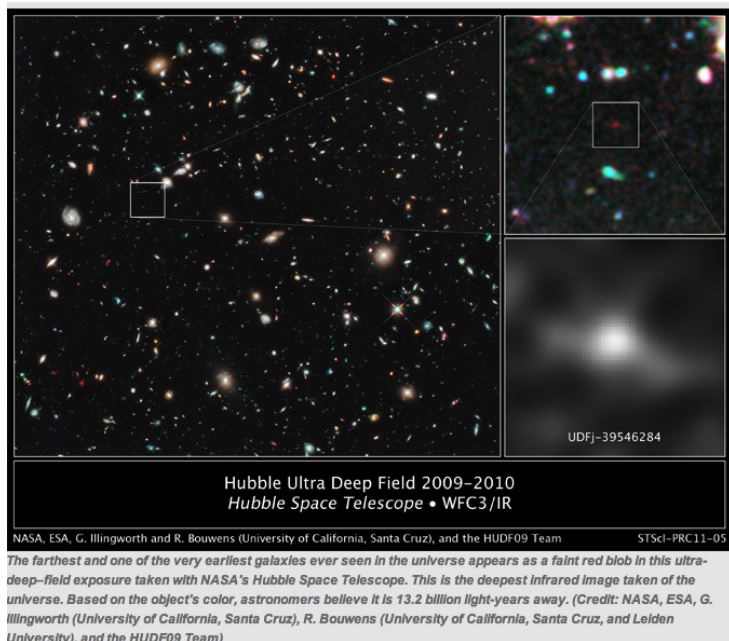 UDFj-39546284
Hubble Ultra Deep Field 2009–2010
Hubble Space Telescope • WFC3/IR
NASA, ESA, G. Illingworth and R. Bouwens (University of California, Santa Cruz), and the HUDF09 Team) STScI-PRC11-05
The farthest and one of the very earliest galaxies ever seen in the universe appears as a faint red blob in this ultra-
deep–field exposure taken with NASA's Hubble Space Telescope. This is the deepest infrared image taken of the
universe. Based on the object's color, astronomers believe it is 13.2 billion light-years away. (Credit: NASA, ESA, G.
Illingworth (University of California, Santa Cruz), R. Bouwens (University of California, Santa Cruz, and Leiden
University), and the HUDF09 Team)